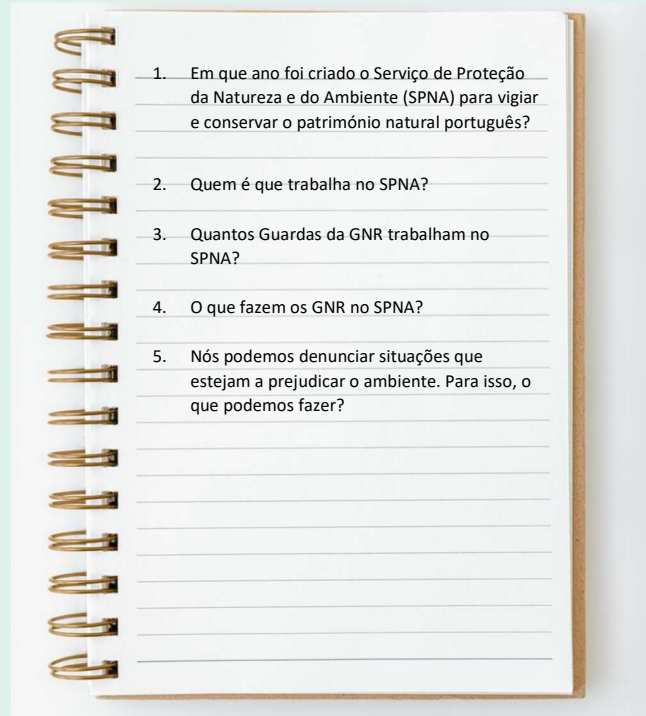 1. Em que ano foi criado o Serviço de Proteção
da Natureza e do Ambiente (SPNA) para vigiar
e conservar o património natural português?
2. Quem é que trabalha no SPNA?
3. Quantos Guardas da GNR trabalham no
SPNA?
4. O que fazem os GNR no SPNA?
5. Nós podemos denunciar situações que
estejam a prejudicar o ambiente. Para isso, o
que podemos fazer?